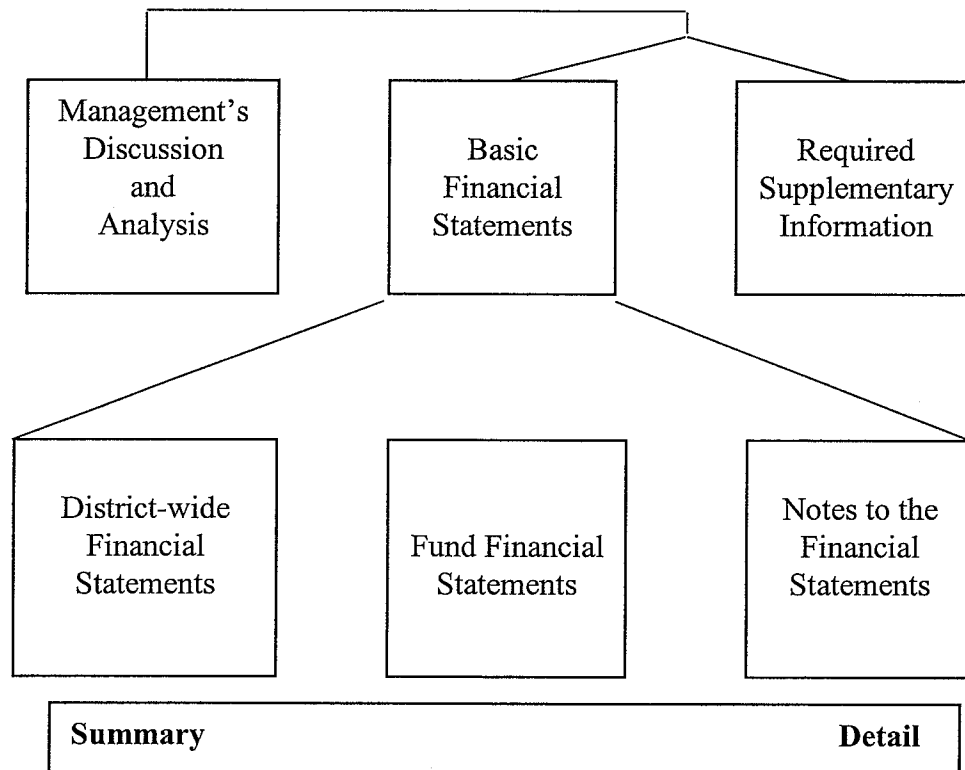 Management's
Discussion
and
Analysis
Basic
Financial
Statements
Required
Supplementary
Information
District-wide
Financial
Statements
Fund Financial
Statements
Notes to the
Financial
Statements
Summary
Detail